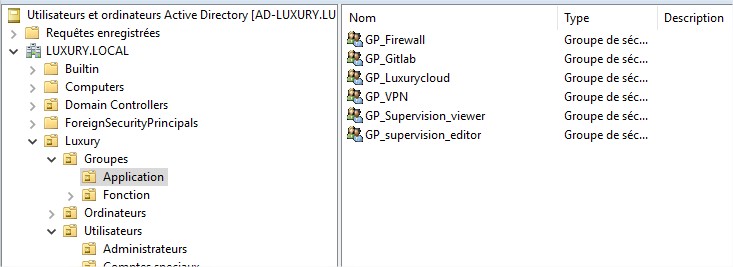 Utilisateurs et ordinateurs Active Directory [AD-LUXURY.LU
Requêtes enregistrées
LUXURY.LOCAL
Builtin
Computers
Domain Controllers
ForeignSecurityPrincipals
Luxury
Groupes
Application
Fonction
Ordinateurs
Utilisateurs
Administrateurs
Comptes speciaux
Nom Type Description
GP_Firewall Groupe de séc...
GP_Gitlab Groupe de séc...
GP_Luxurycloud Groupe de séc...
GP_VPN Groupe de séc...
GP_Supervision_viewer Groupe de séc...
GP_supervision_editor Groupe de séc...